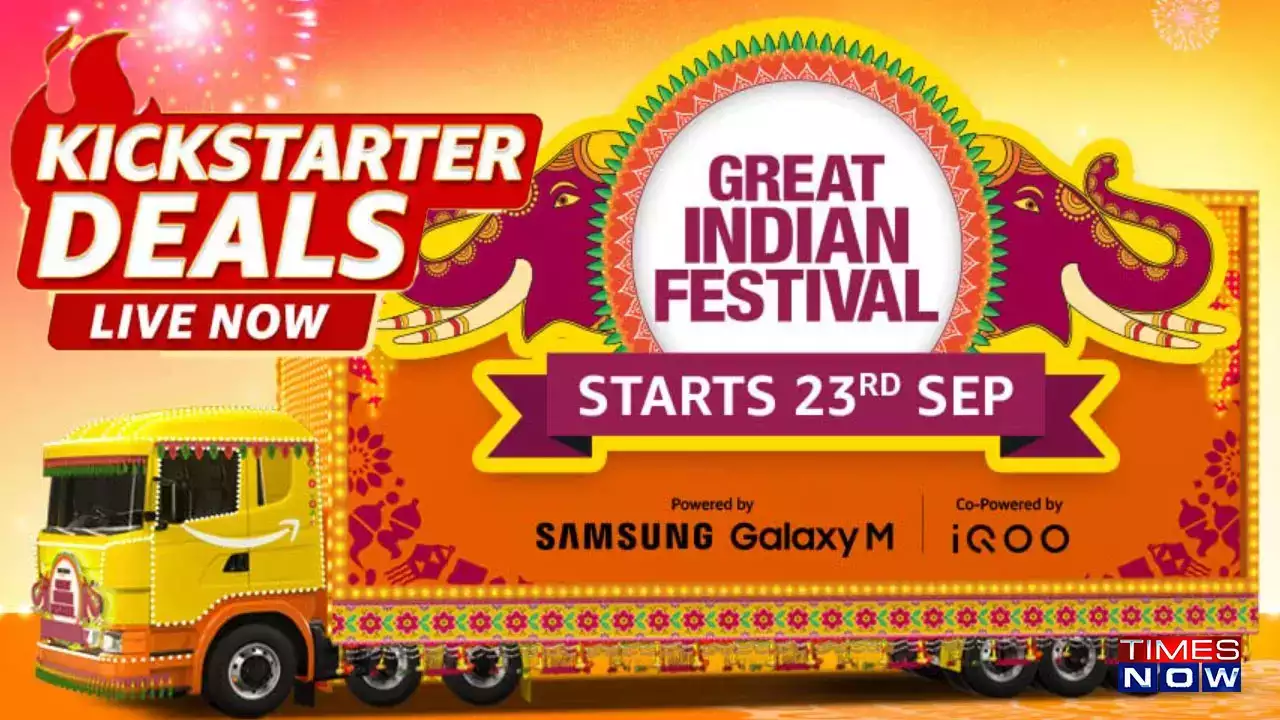 KICKSTARTER
DEALS
LIVE NOW
GREAT
INDIAN
FESTIVAL
STARTS 23RD SEP
Powered by
SAMSUNG Galaxy M
Co-Powered by
iQOO
TIMES
NOW